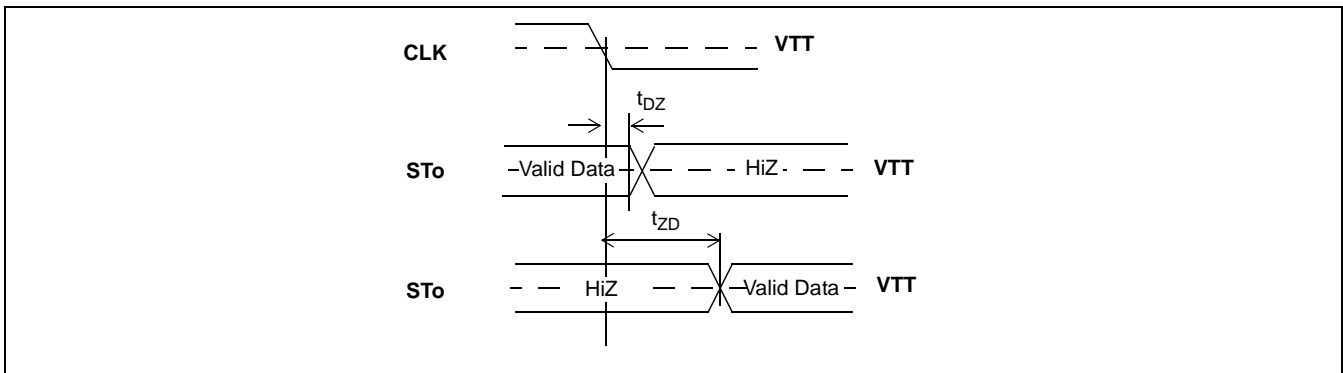 CLK
VTT
tDZ
STo
Valid Data
HiZ
VTT
tZD
STo
HiZ
Valid Data
VTT